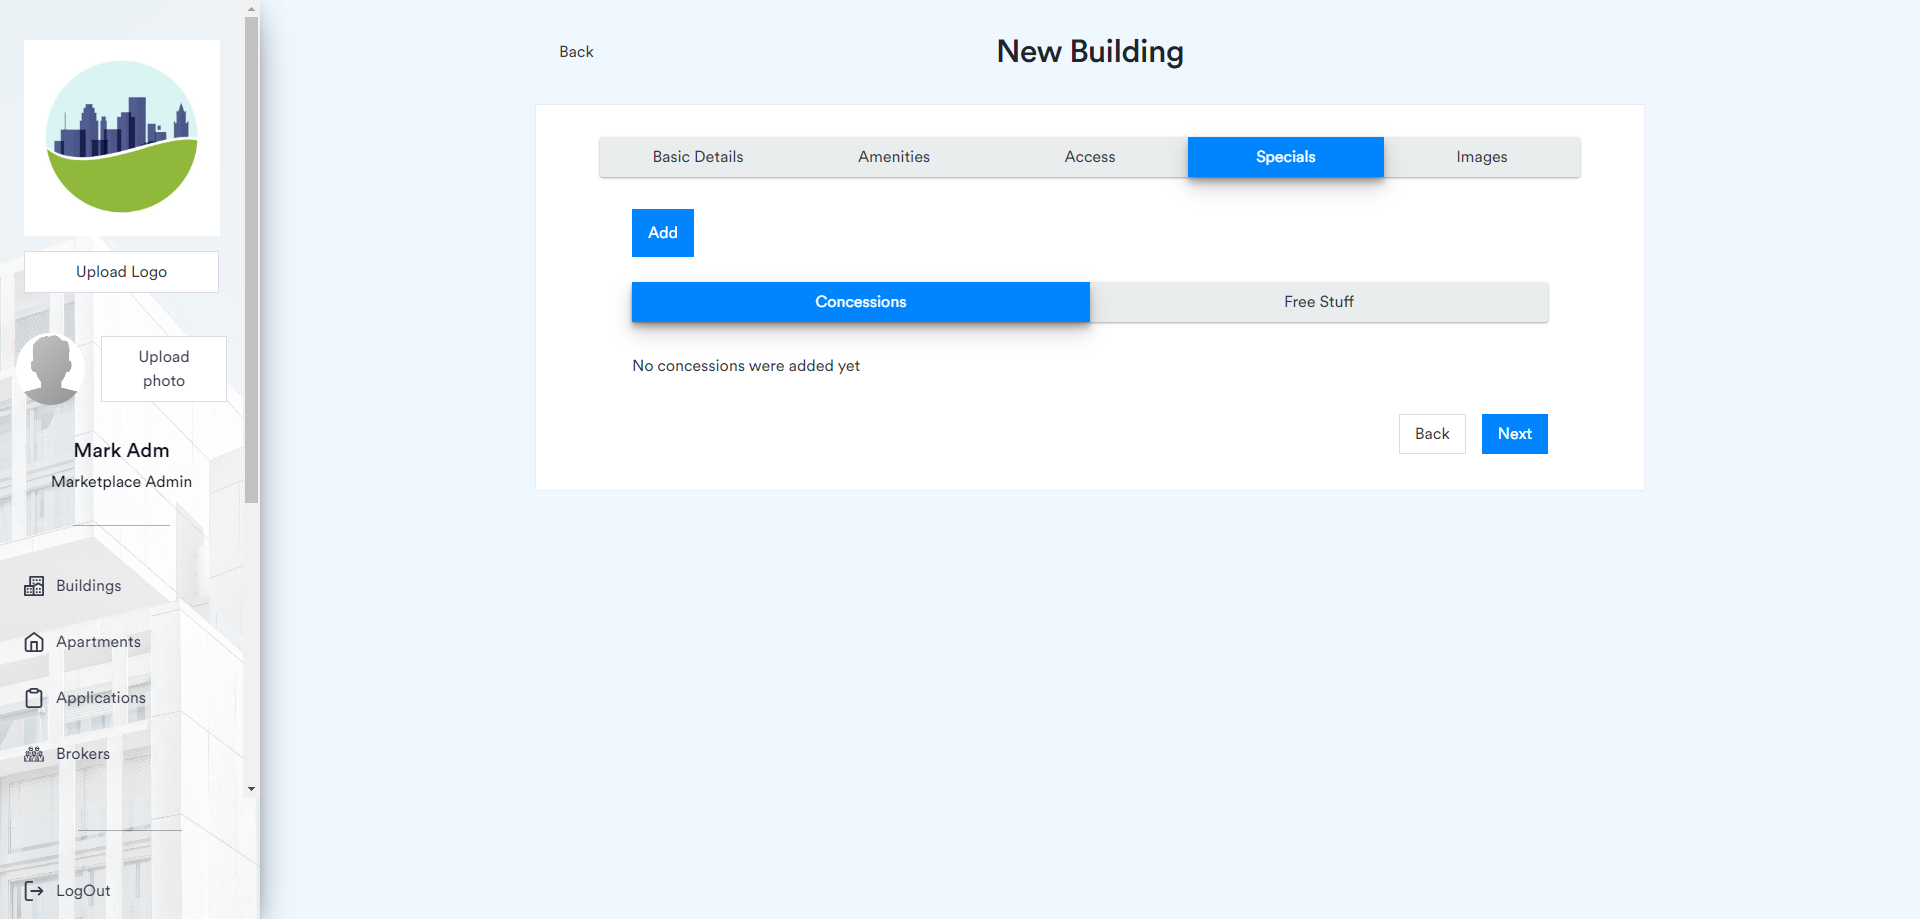 Upload Logo
Upload
photo
Mark Adm
Marketplace Admin
Buildings
Apartments
Applications
Brokers
LogOut
Back
New Building
Basic Details
Amenities
Access
Specials
Images
Add
Concessions
Free Stuff
No concessions were added yet
Back
Next